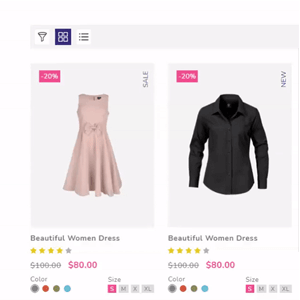 -20%
SALE
-20%
NEW
Beautiful Women Dress
Beautiful Women Dress
$100.00 $80.00
$100.00 $80.00
Color Size
Color Size
S M X XL
S M X XL